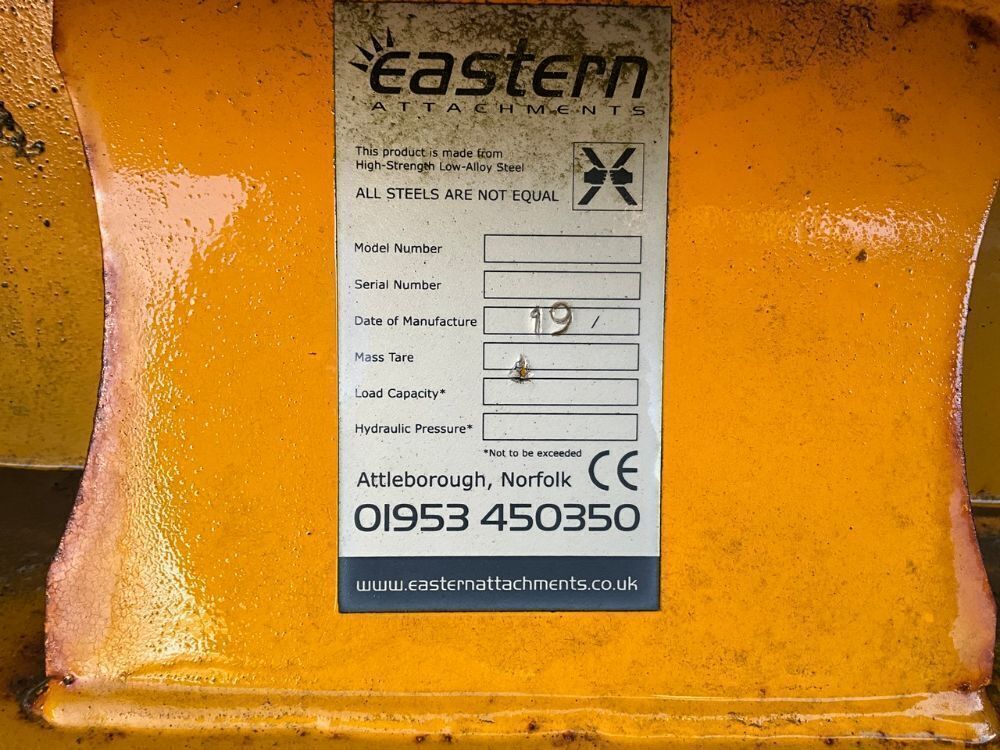 eastern
ATTACHMENTS
This product is made from
High-Strength Low-Alloy Steel
ALL STEELS ARE NOT EQUAL
Model Number
Serial Number
Date of Manufacture 19 /
Mass Tare
Load Capacity*
Hydraulic Pressure*
*Not to be exceeded
Attleborough, Norfolk CE
01953 450350
www.easternattachments.co.uk